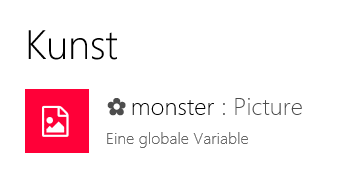 Kunst
✿ monster : Picture
Eine globale Variable